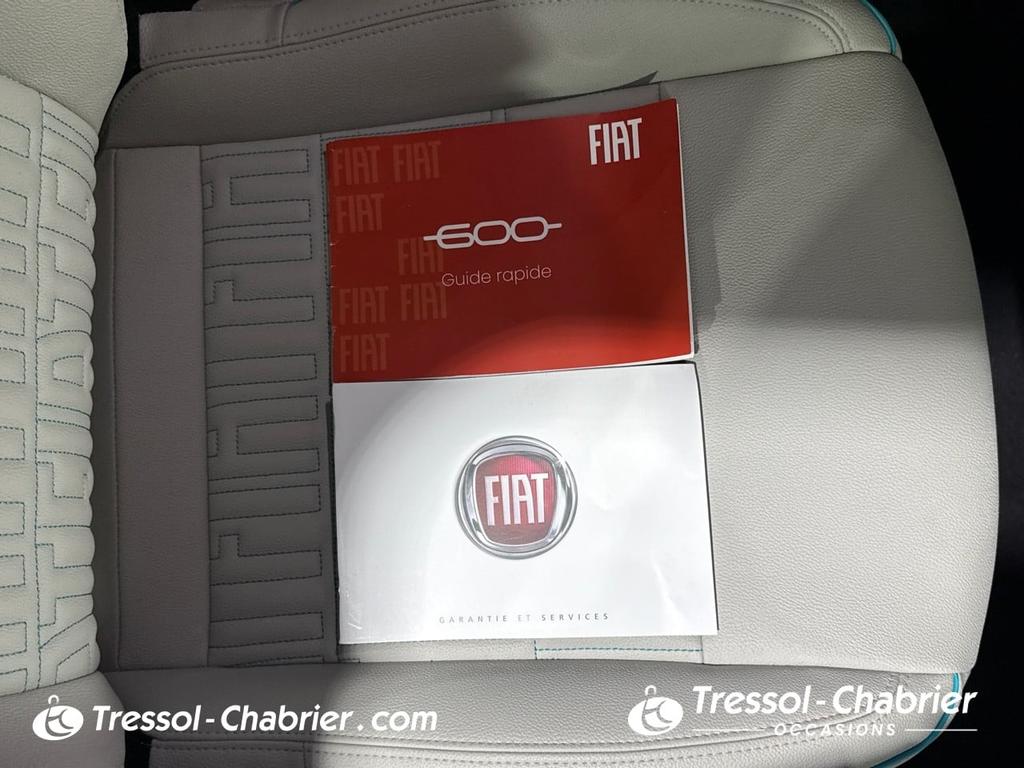 FIAT
FIAT FIAT
FIAT
600
FIAT
Guide rapide
FIAT FIAT
FIAT
FIAT
GARANTIE ET SERVICES
Tressol-Chabrier.com
Tressol-Chabrier
OCCASIONS